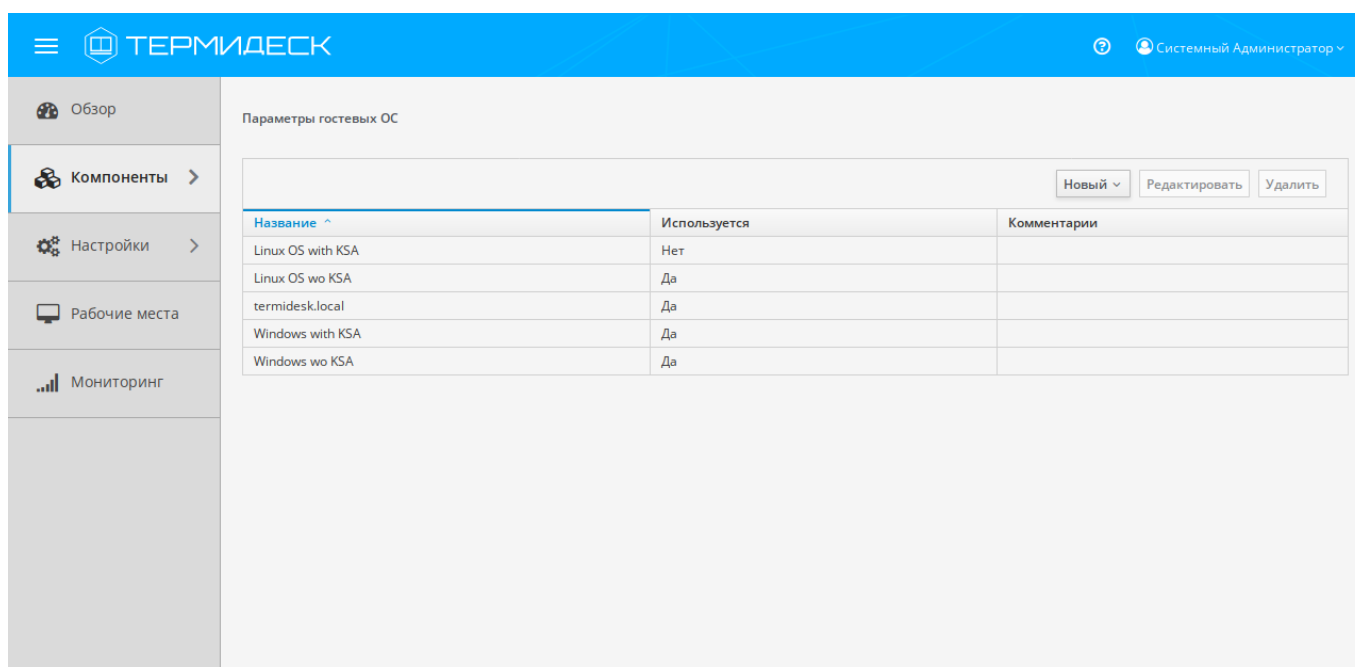 ТЕРМИДЕСК
Системный Администратор
Обзор
Компоненты
Настройки
Рабочие места
Мониторинг
Параметры гостевых ОС
Новый Редактировать Удалить
Название Используется Комментарии
Linux OS with KSA Нет
Linux OS wo KSA Да
termidesk.local Да
Windows with KSA Да
Windows wo KSA Да